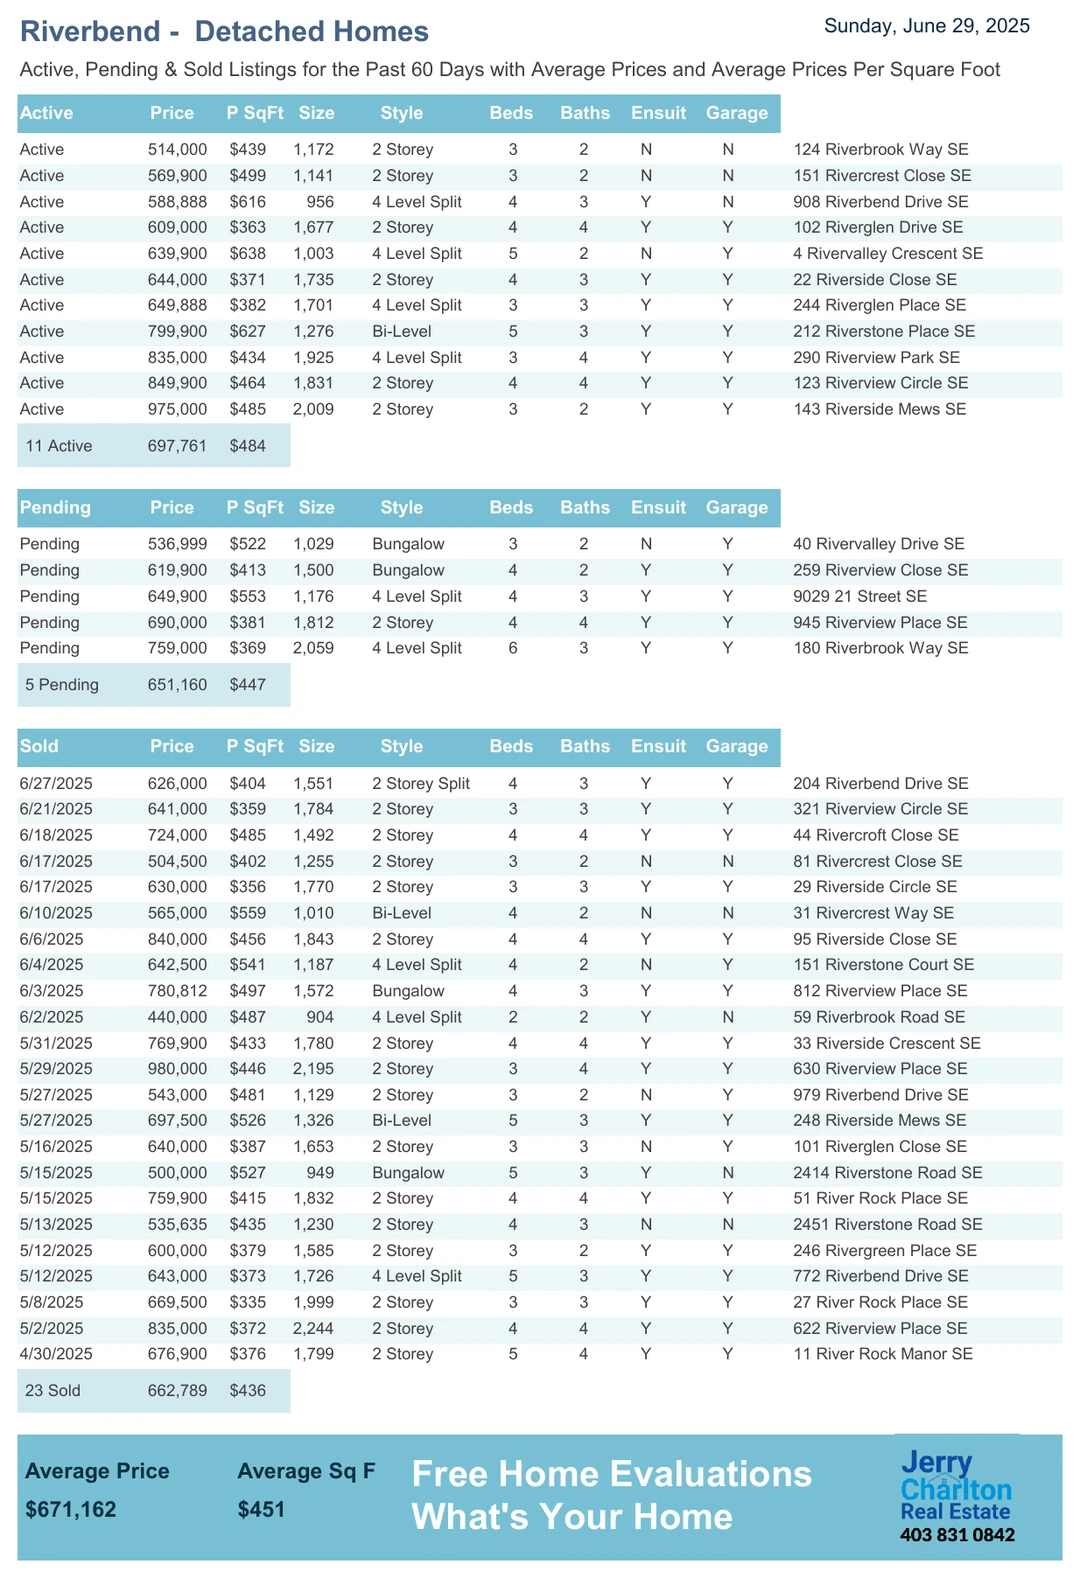 Riverbend -  Detached Homes
Sunday, June 29, 2025
Active, Pending & Sold Listings for the Past 60 Days with Average Prices and Average Prices Per Square Foot
Active Price P SqFt Size Style Beds Baths Ensuit Garage
Active 514,000 $439 1,172 2 Storey 3 2 N N 124 Riverbrook Way SE
Active 569,900 $499 1,141 2 Storey 3 2 N N 151 Rivercrest Close SE
Active 588,888 $616 956 4 Level Split 4 3 Y N 908 Riverbend Drive SE
Active 609,000 $363 1,677 2 Storey 4 4 Y Y 102 Riverglen Drive SE
Active 639,900 $638 1,003 4 Level Split 5 2 N Y 4 Rivervalley Crescent SE
Active 644,000 $371 1,735 2 Storey 4 3 Y Y 22 Riverside Close SE
Active 649,888 $382 1,701 4 Level Split 3 3 Y Y 244 Riverglen Place SE
Active 799,900 $627 1,276 Bi-Level 5 3 Y Y 212 Riverstone Place SE
Active 835,000 $434 1,925 4 Level Split 3 4 Y Y 290 Riverview Park SE
Active 849,900 $464 1,831 2 Storey 4 4 Y Y 123 Riverview Circle SE
Active 975,000 $485 2,009 2 Storey 3 2 Y Y 143 Riverside Mews SE
11 Active 697,761 $484
Pending Price P SqFt Size Style Beds Baths Ensuit Garage
Pending 536,999 $522 1,029 Bungalow 3 2 N Y 40 Rivervalley Drive SE
Pending 619,900 $413 1,500 Bungalow 4 2 Y Y 259 Riverview Close SE
Pending 649,900 $553 1,176 4 Level Split 4 3 Y Y 9029 21 Street SE
Pending 690,000 $381 1,812 2 Storey 4 4 Y Y 945 Riverview Place SE
Pending 759,000 $369 2,059 4 Level Split 6 3 Y Y 180 Riverbrook Way SE
5 Pending 651,160 $447
Sold Price P SqFt Size Style Beds Baths Ensuit Garage
6/27/2025 626,000 $404 1,551 2 Storey Split 4 3 Y Y 204 Riverbend Drive SE
6/21/2025 641,000 $359 1,784 2 Storey 3 3 Y Y 321 Riverview Circle SE
6/18/2025 724,000 $485 1,492 2 Storey 4 4 Y Y 44 Rivercroft Close SE
6/17/2025 504,500 $402 1,255 2 Storey 3 2 N N 81 Rivercrest Close SE
6/17/2025 630,000 $356 1,770 2 Storey 3 3 Y Y 29 Riverside Circle SE
6/10/2025 565,000 $559 1,010 Bi-Level 4 2 N N 31 Rivercrest Way SE
6/6/2025 840,000 $456 1,843 2 Storey 4 4 Y Y 95 Riverside Close SE
6/4/2025 642,500 $541 1,187 4 Level Split 4 2 N Y 151 Riverstone Court SE
6/3/2025 780,812 $497 1,572 Bungalow 4 3 Y Y 812 Riverview Place SE
6/2/2025 440,000 $487 904 4 Level Split 2 2 Y N 59 Riverbrook Road SE
5/31/2025 769,900 $433 1,780 2 Storey 4 4 Y Y 33 Riverside Crescent SE
5/29/2025 980,000 $446 2,195 2 Storey 3 4 Y Y 630 Riverview Place SE
5/27/2025 543,000 $481 1,129 2 Storey 3 2 N Y 979 Riverbend Drive SE
5/27/2025 697,500 $526 1,326 Bi-Level 5 3 Y Y 248 Riverside Mews SE
5/16/2025 640,000 $387 1,653 2 Storey 3 3 N Y 101 Riverglen Close SE
5/15/2025 500,000 $527 949 Bungalow 5 3 Y N 2414 Riverstone Road SE
5/15/2025 759,900 $415 1,832 2 Storey 4 4 Y Y 51 River Rock Place SE
5/13/2025 535,635 $435 1,230 2 Storey 4 3 N N 2451 Riverstone Road SE
5/12/2025 600,000 $379 1,585 2 Storey 3 2 Y Y 246 Rivergreen Place SE
5/12/2025 643,000 $373 1,726 4 Level Split 5 3 Y Y 772 Riverbend Drive SE
5/8/2025 669,500 $335 1,999 2 Storey 3 3 Y Y 27 River Rock Place SE
5/2/2025 835,000 $372 2,244 2 Storey 4 4 Y Y 622 Riverview Place SE
4/30/2025 676,900 $376 1,799 2 Storey 5 4 Y Y 11 River Rock Manor SE
23 Sold 662,789 $436
Average Price Average Sq F
$671,162 $451
Free Home Evaluations
What's Your Home
Jerry
Charlton
Real Estate
403 831 0842